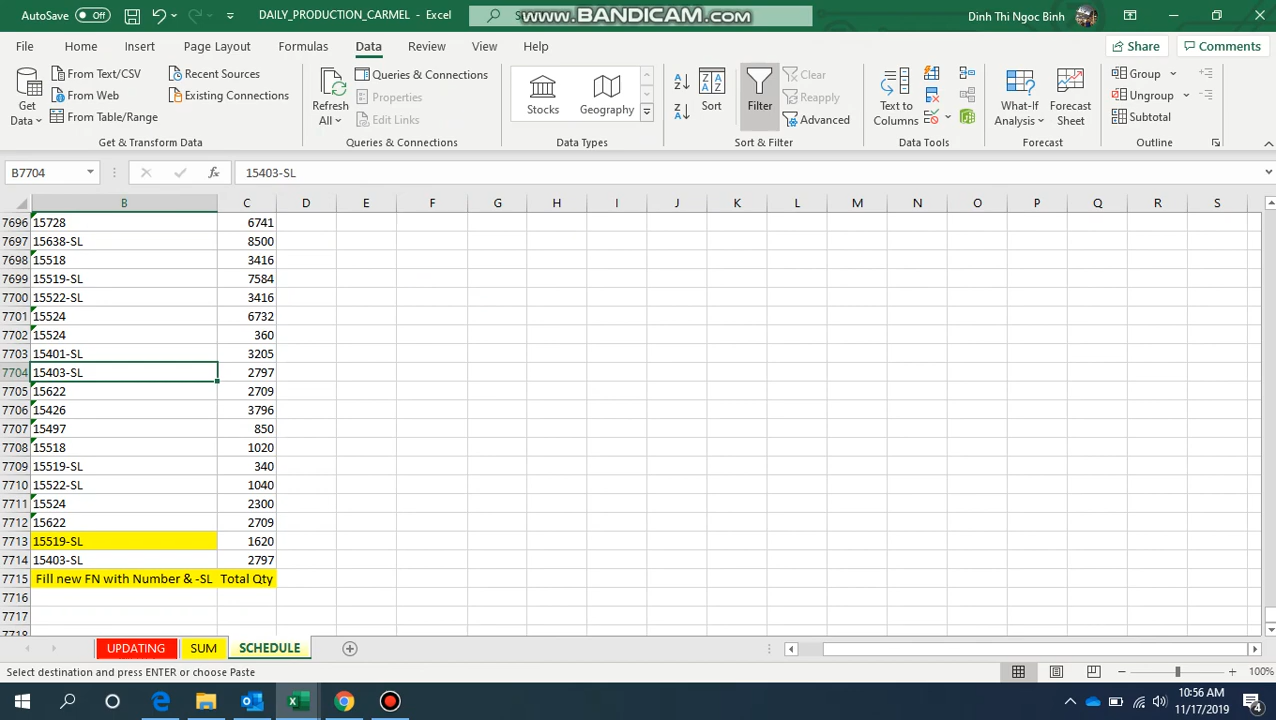 AutoSave Off DAILY_PRODUCTION_CARMEL - Excel www.BANDICAM.com Dinh Thi Ngoc Binh
File Home Insert Page Layout Formulas Data Review View Help Share Comments
Get Data From Text/CSV From Web From Table/Range Recent Sources Existing Connections
Refresh All Queries & Connections Properties Edit Links
Stocks Geography
Sort Filter Clear Reapply Advanced
Text to Columns What-If Analysis Forecast Sheet
Group Ungroup Subtotal
Get & Transform Data Queries & Connections Data Types Sort & Filter Data Tools Forecast Outline
B7704 fx 15403-SL
B C D E F G H I J K L M N O P Q R S
7696 15728 6741
7697 15638-SL 8500
7698 15518 3416
7699 15519-SL 7584
7700 15522-SL 3416
7701 15524 6732
7702 15524 360
7703 15401-SL 3205
7704 15403-SL 2797
7705 15622 2709
7706 15426 3796
7707 15497 850
7708 15518 1020
7709 15519-SL 340
7710 15522-SL 1040
7711 15524 2300
7712 15622 2709
7713 15519-SL 1620
7714 15403-SL 2797
7715 Fill new FN with Number & -SL Total Qty
7716
7717
7718
UPDATING SUM SCHEDULE
Select destination and press ENTER or choose Paste 100%
10:56 AM
11/17/2019 4